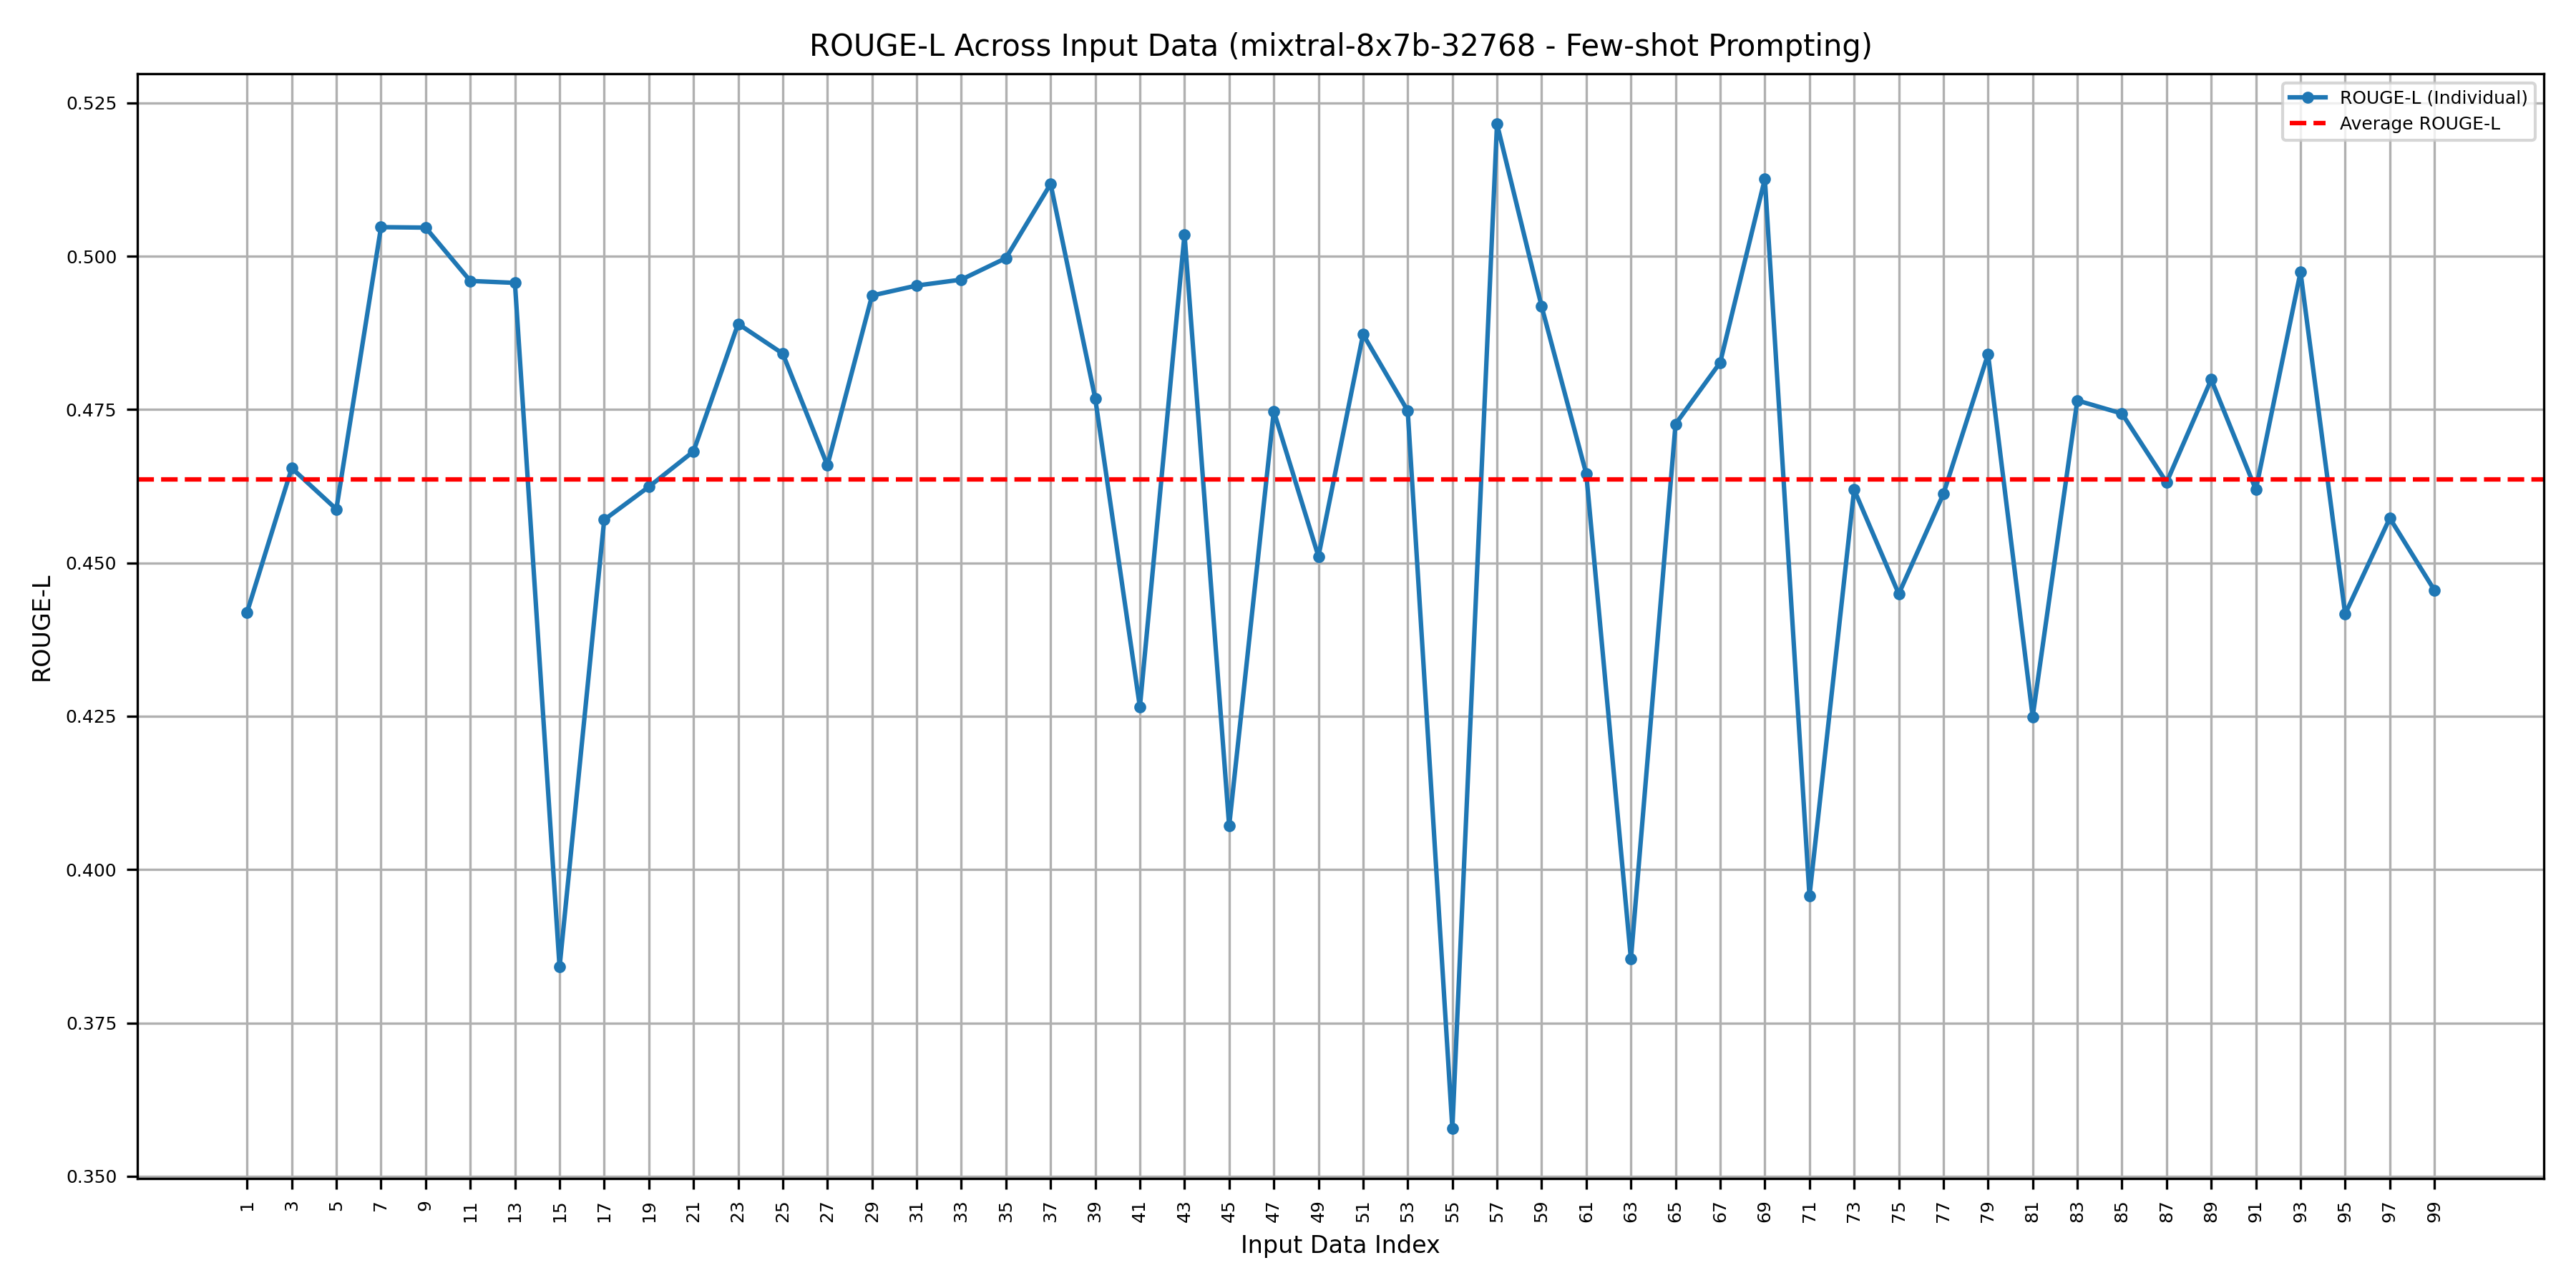 ROUGE-L Across Input Data (mixtral-8x7b-32768 - Few-shot Prompting)
ROUGE-L (Individual)
Average ROUGE-L
0.525
0.500
0.475
0.450
0.425
0.400
0.375
0.350
ROUGE-L
1 3 5 7 9 11 13 15 17 19 21 23 25 27 29 31 33 35 37 39 41 43 45 47 49 51 53 55 57 59 61 63 65 67 69 71 73 75 77 79 81 83 85 87 89 91 93 95 97 99
Input Data Index